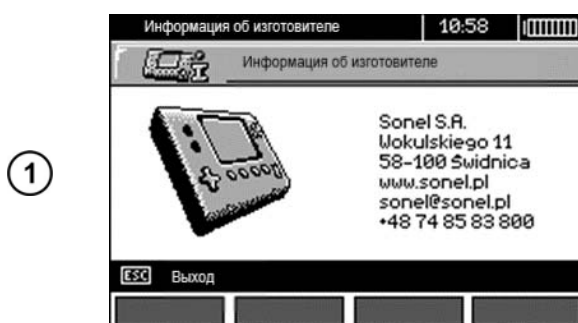 Информация об изготовителе 10:58
Информация об изготовителе
1
Sonel S.A.
Wokulskiego 11
58-100 Świdnica
www.sonel.pl
sonel@sonel.pl
+48 74 85 83 800
ESC Выход